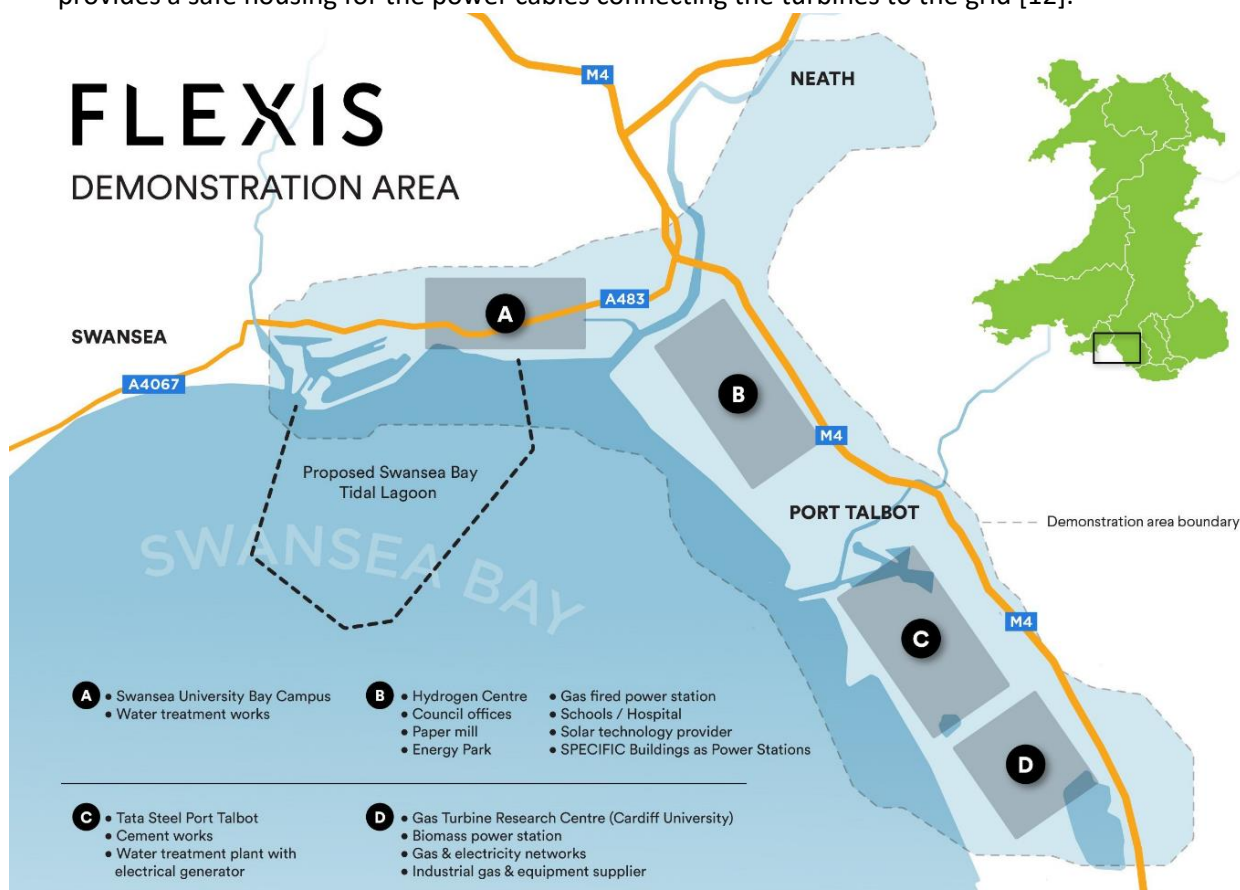 provides a safe housing for the power cables connecting the turbines to the grid [12].
FLEXIS
DEMONSTRATION AREA
M4
NEATH
SWANSEA
A4067
A
A483
B
M4
Proposed Swansea Bay
Tidal Lagoon
SWANSEA BAY
PORT TALBOT
Demonstration area boundary
C
M4
D
A
• Swansea University Bay Campus
• Water treatment works
B
• Hydrogen Centre
• Council offices
• Paper mill
• Energy Park
• Gas fired power station
• Schools / Hospital
• Solar technology provider
• SPECIFIC Buildings as Power Stations
C
• Tata Steel Port Talbot
• Cement works
• Water treatment plant with
electrical generator
D
• Gas Turbine Research Centre (Cardiff University)
• Biomass power station
• Gas & electricity networks
• Industrial gas & equipment supplier